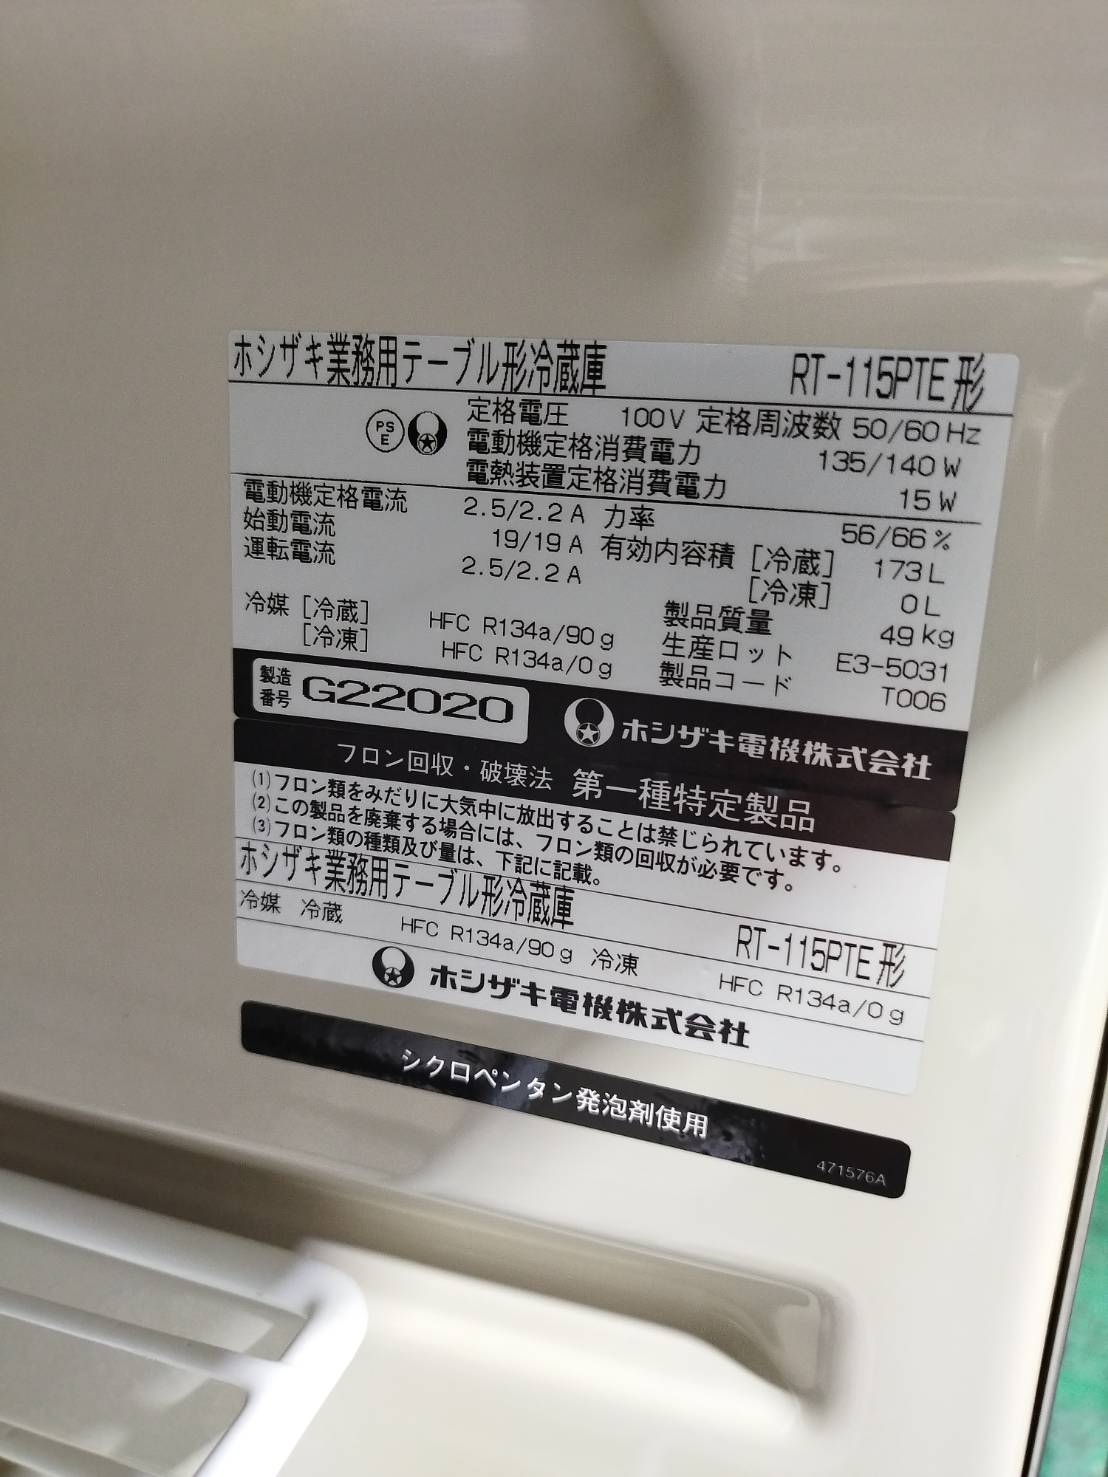 ホシザキ業務用テーブル形冷蔵庫 RT-115PTE形
PS
E
定格電圧 100V 定格周波数 50/60Hz
電動機定格消費電力 135/140W
電熱装置定格消費電力 15W
電動機定格電流 2.5/2.2A 力率 56/66%
始動電流 19/19A 有効内容積 [冷蔵] 173L
運転電流 2.5/2.2A [冷凍] 0L
冷媒 [冷蔵] HFC R134a/90g 製品質量 49kg
[冷凍] HFC R134a/0g 生産ロット E3-5031
製品コード T006
製造番号 G22020 ホシザキ電機株式会社
フロン回収・破壊法 第一種特定製品
(1)フロン類をみだりに大気中に放出することは禁じられています。
(2)この製品を廃棄する場合には、フロン類の回収が必要です。
(3)フロン類の種類及び量は、下記に記載。
ホシザキ業務用テーブル形冷蔵庫 RT-115PTE形
冷媒 冷蔵 HFC R134a/90g 冷凍 HFC R134a/0g
ホシザキ電機株式会社
シクロペンタン発泡剤使用
471576A